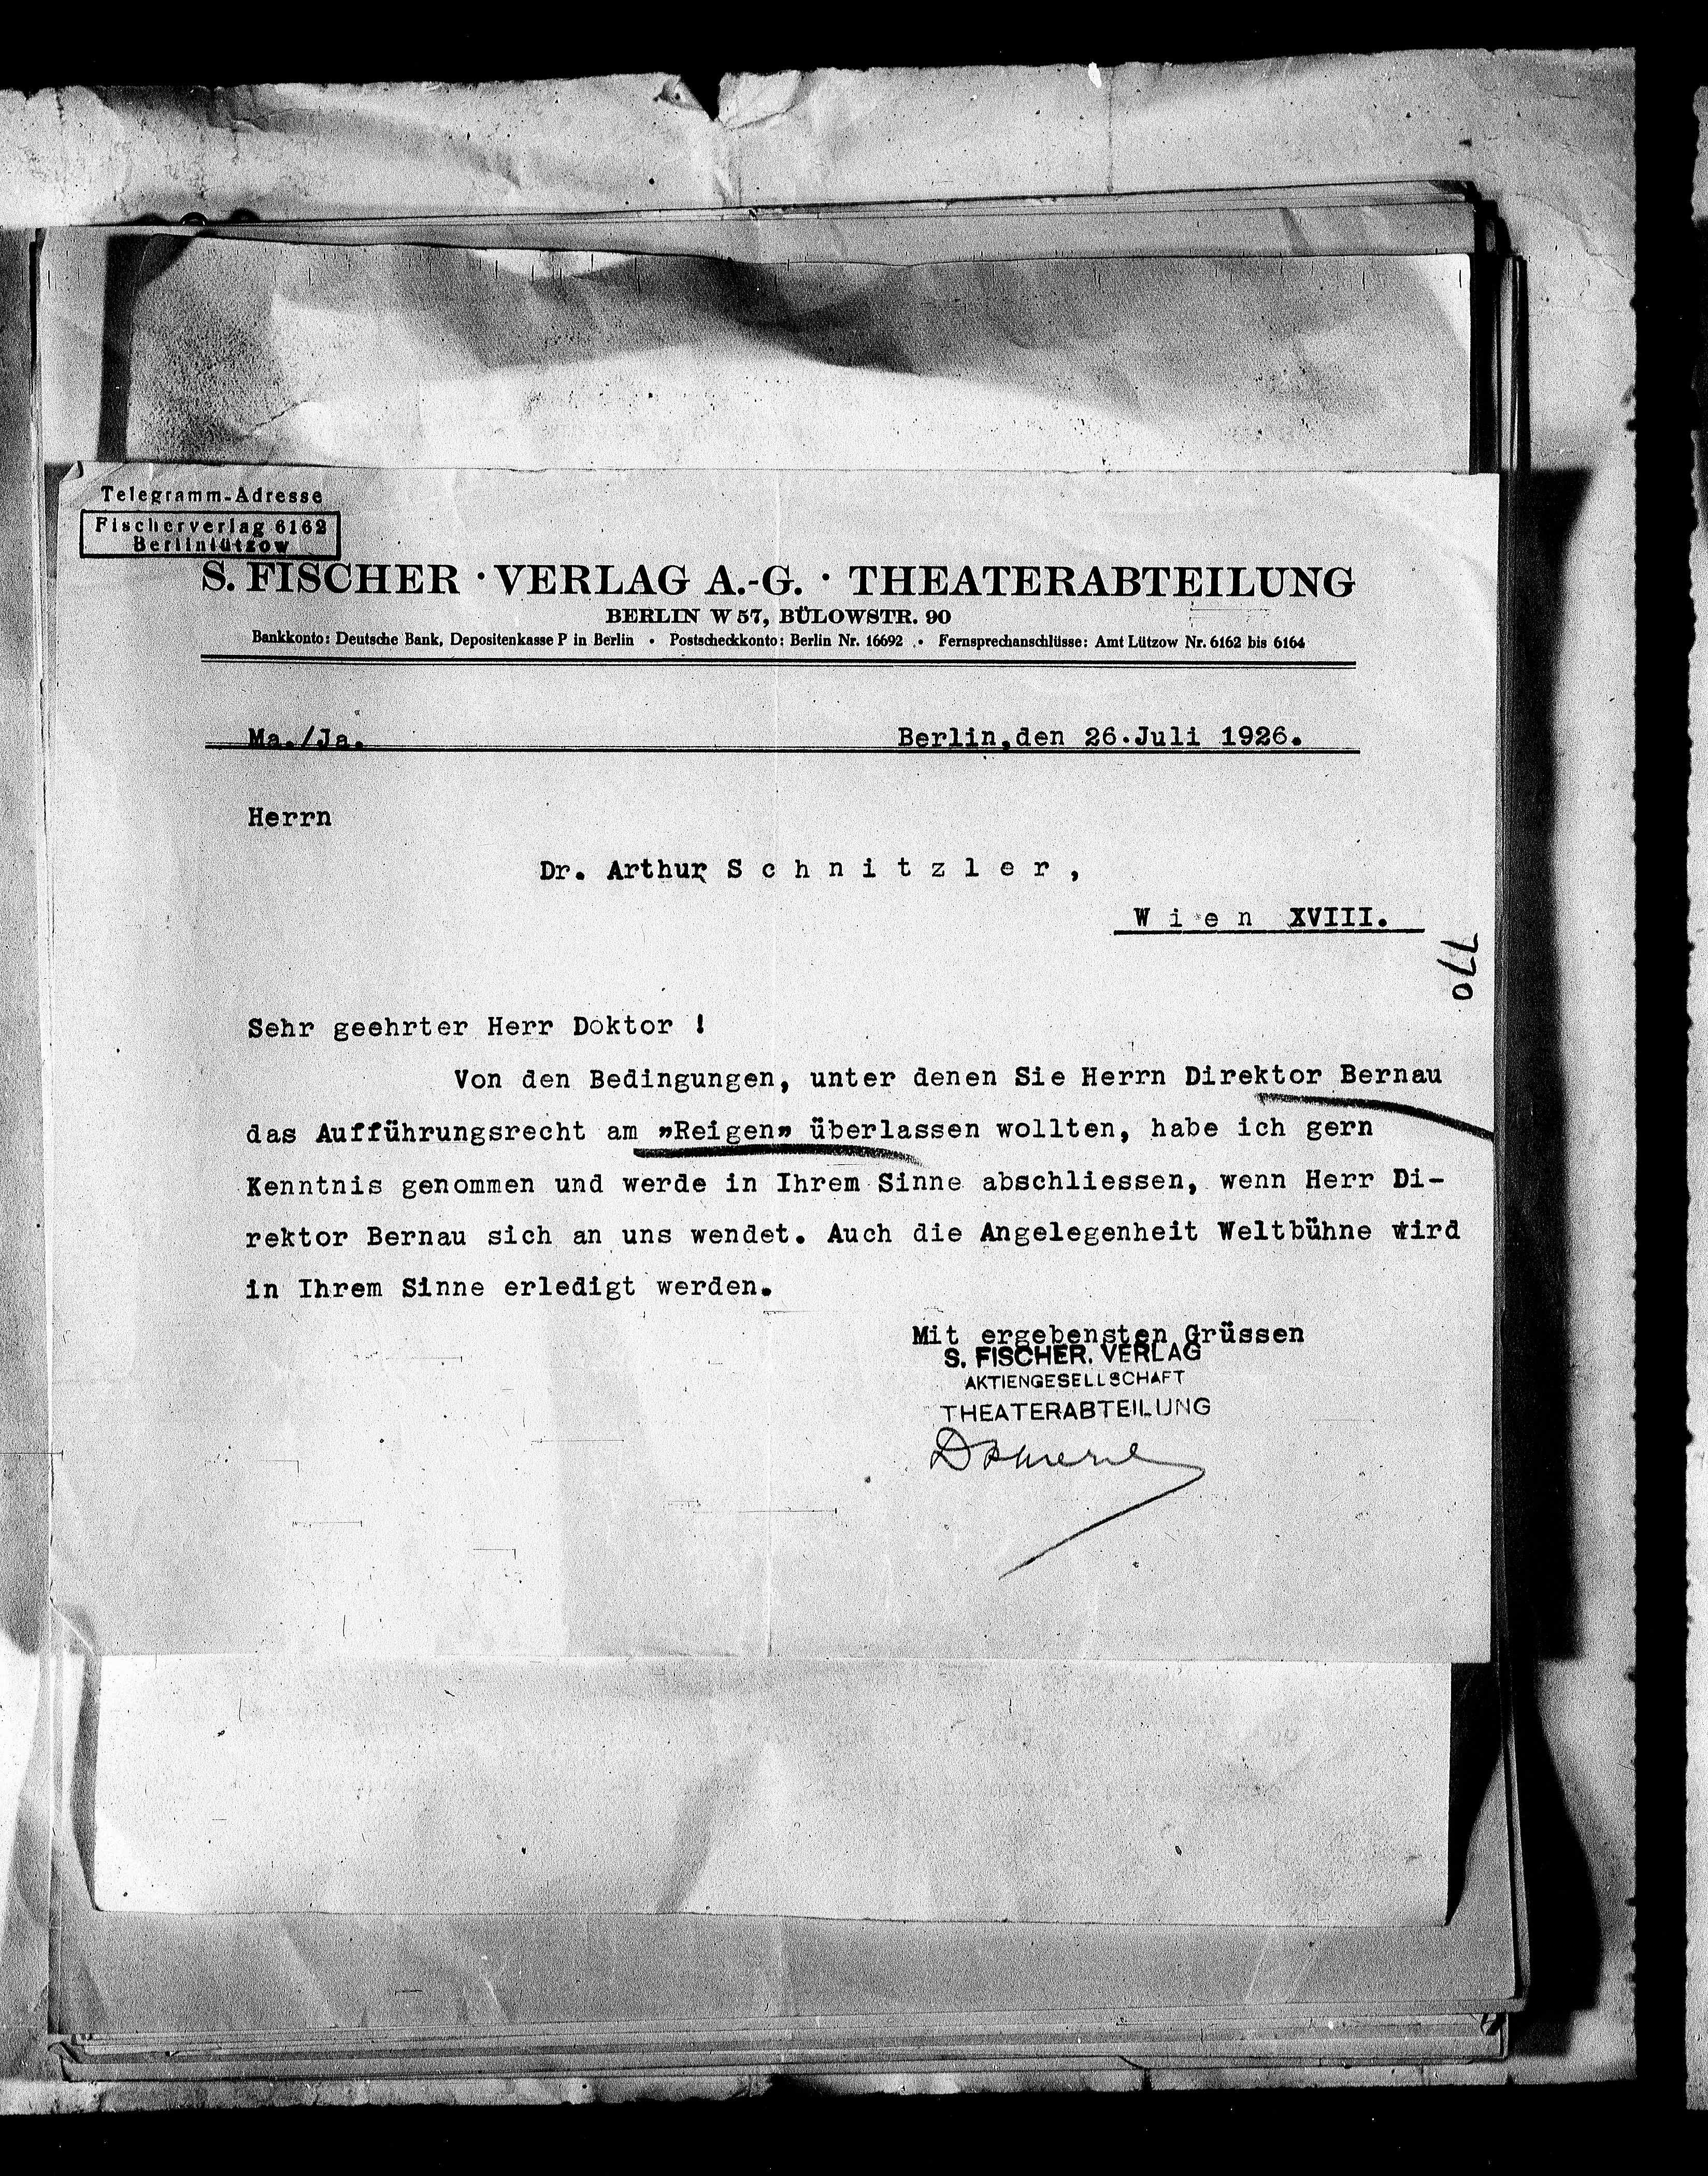 Telegramm-Adresse
Fischerverlag 6162
Berlinlützow
S. FISCHER · VERLAG A.-G. · THEATERABTEILUNG
BERLIN W 57, BÜLOWSTR. 90
Bankkonto: Deutsche Bank, Depositenkasse P in Berlin • Postscheckkonto: Berlin Nr. 16692 • Fernsprechanschlüsse: Amt Lützow Nr. 6162 bis 6164
Ma./Ja. Berlin,den 26.Juli 1926.
Herrn
Dr. Arthur S c h n i t z l e r ,
W i e n XVIII.
770
Sehr geehrter Herr Doktor !
Von den Bedingungen, unter denen Sie Herrn Direktor Bernau
das Aufführungsrecht am »Reigen» überlassen wollten, habe ich gern
Kenntnis genommen und werde in Ihrem Sinne abschliessen, wenn Herr Di-
rektor Bernau sich an uns wendet. Auch die Angelegenheit Weltbühne wird
in Ihrem Sinne erledigt werden.
Mit ergebensten Grüssen
S. FISCHER. VERLAG
AKTIENGESELLSCHAFT
THEATERABTEILUNG